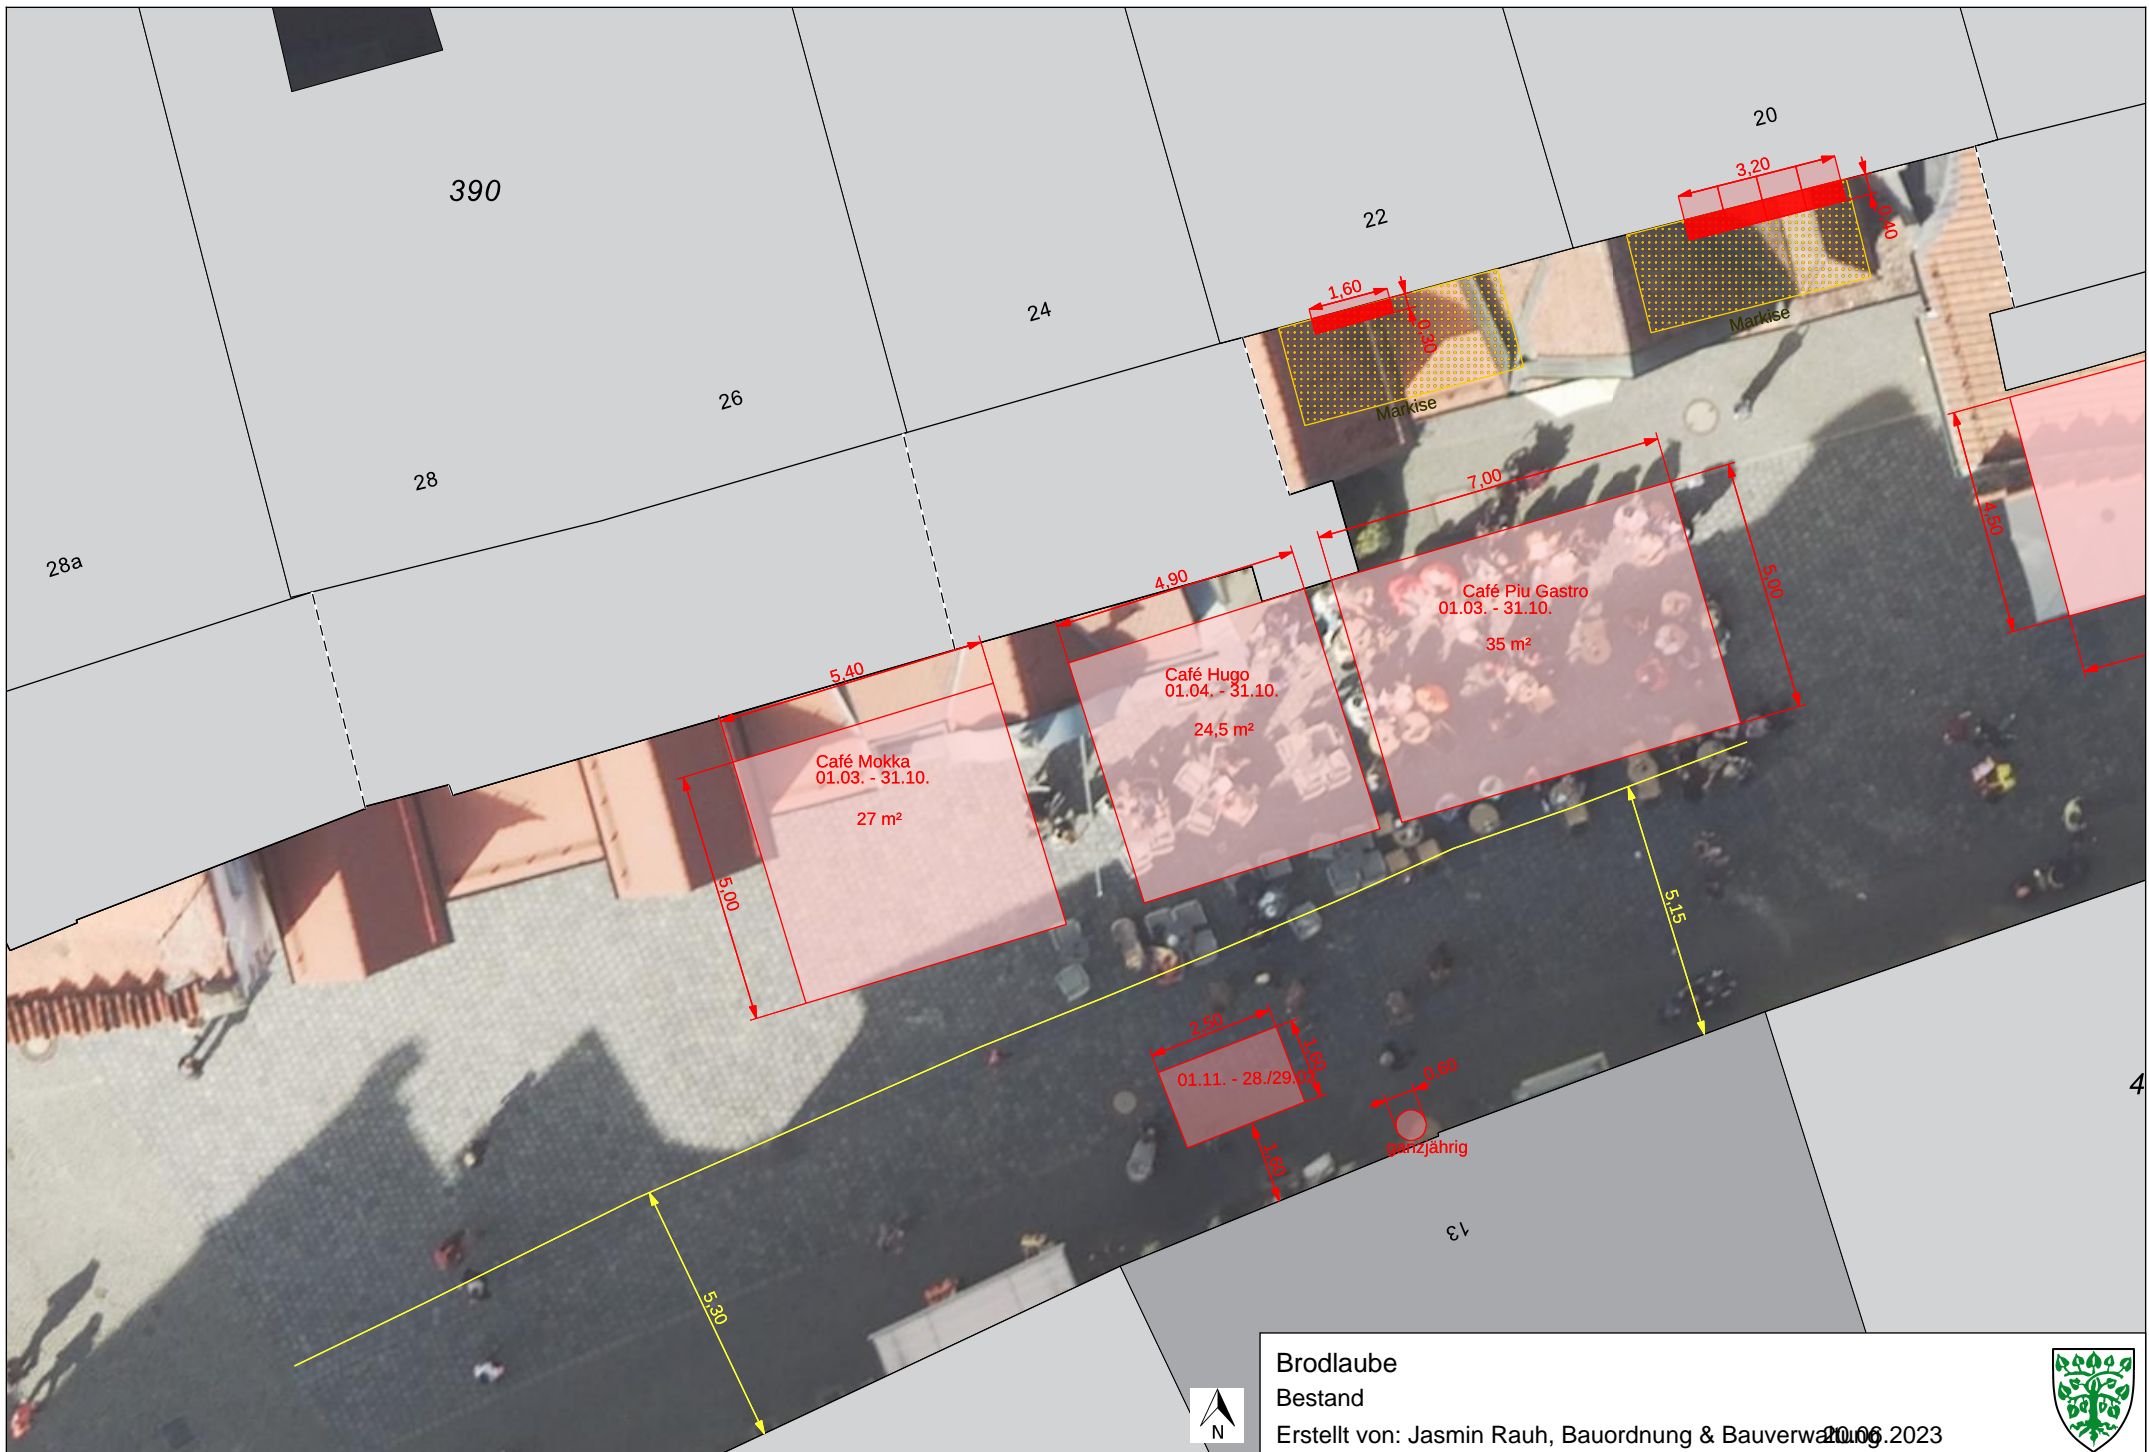 20
3,20
0,40
390
22
1,60
0,30
Markise
24
Markise
26
7,00
28
4,50
28a
4,90
5,00
Café Piu Gastro
01.03. - 31.10.
35 m²
5,40
Café Hugo
01.04. - 31.10.
24,5 m²
Café Mokka
01.03. - 31.10.
27 m²
5,00
5,15
2,50
1,60
01.11. - 28./29.
0,60
4
ganzjährig
1,60
13
5,30
Brodlaube
Bestand
N
Erstellt von: Jasmin Rauh, Bauordnung & Bauverwaltung 20.06.2023